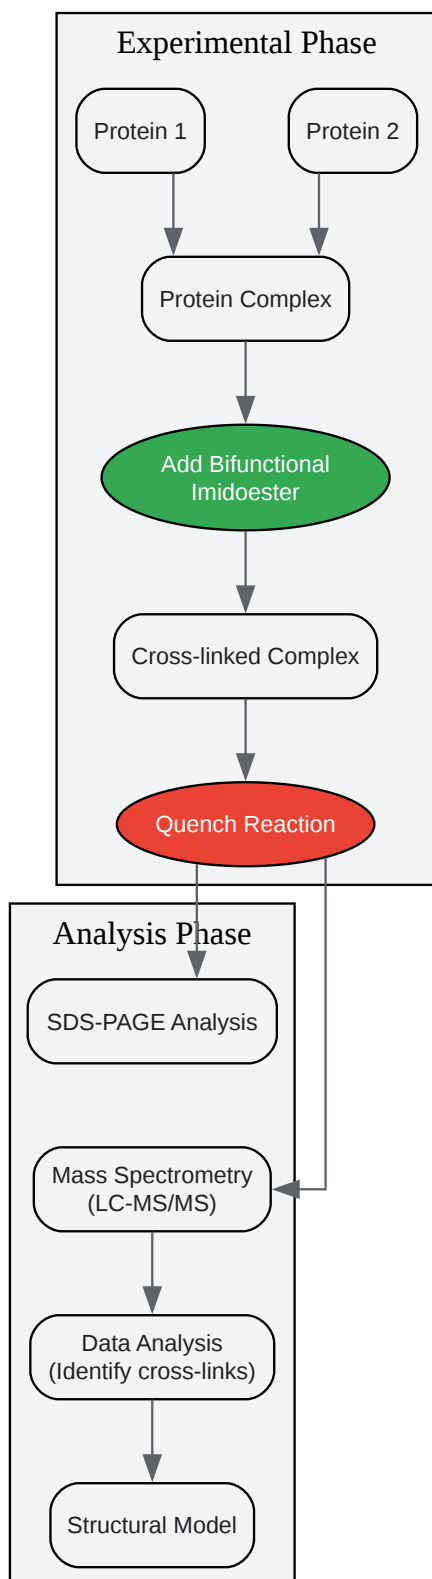 Experimental Phase
Protein 1
Protein 2
Protein Complex
Add Bifunctional
Imidoester
Cross-linked Complex
Quench Reaction
Analysis Phase
SDS-PAGE Analysis
Mass Spectrometry
(LC-MS/MS)
Data Analysis
(Identify cross-links)
Structural Model